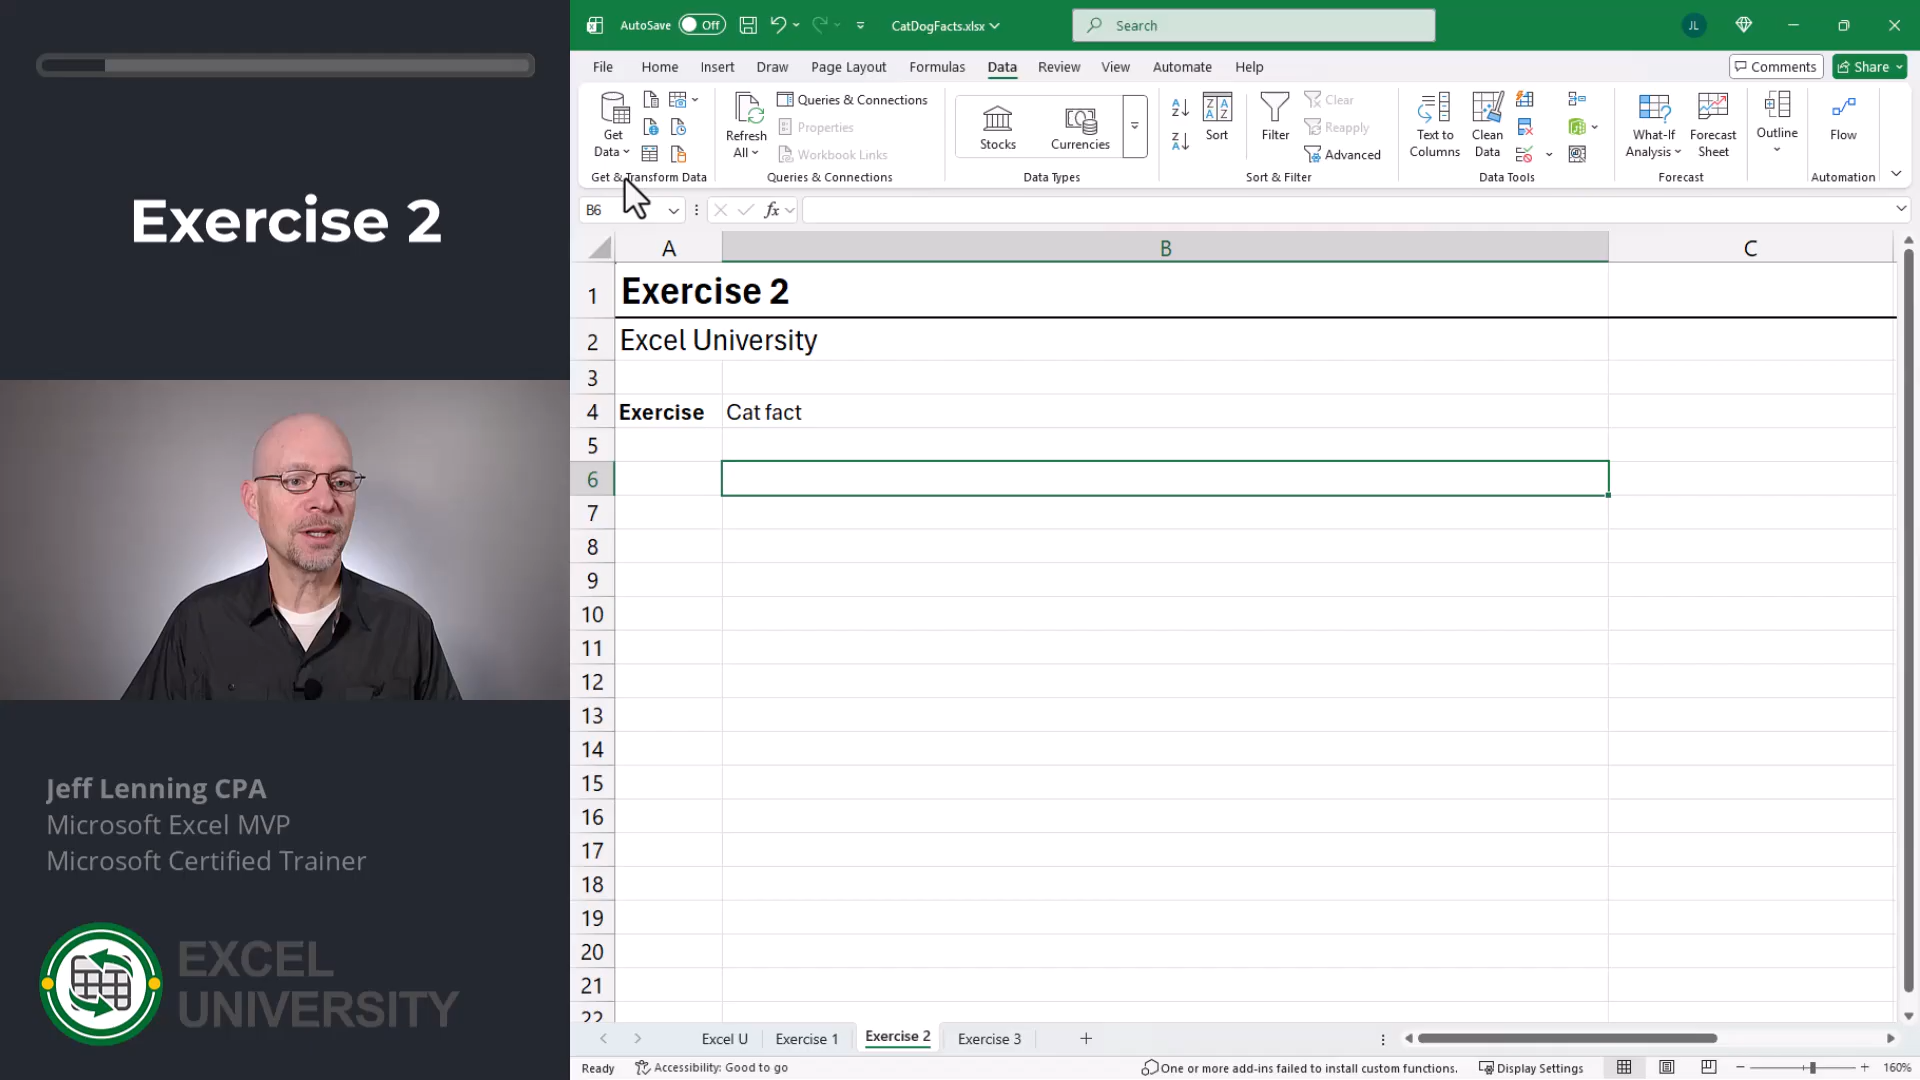 Exercise 2
Jeff Lenning CPA
Microsoft Excel MVP
Microsoft Certified Trainer
EXCEL
UNIVERSITY
AutoSave Off CatDogFacts.xlsx Search JL
File Home Insert Draw Page Layout Formulas Data Review View Automate Help Comments Share
Get Data
Get & Transform Data
Refresh All
Queries & Connections
Properties
Workbook Links
Queries & Connections
Stocks Currencies
Data Types
Sort
Filter
Clear
Reapply
Advanced
Sort & Filter
Text to Columns
Clean Data
Data Tools
What-If Analysis
Forecast Sheet
Forecast
Outline
Flow
Automation
B6 fx
A B C
1 Exercise 2
2 Excel University
3
4 Exercise Cat fact
5
6
7
8
9
10
11
12
13
14
15
16
17
18
19
20
21
22
Excel U Exercise 1 Exercise 2 Exercise 3
Ready Accessibility: Good to go One or more add-ins failed to install custom functions. Display Settings 160%